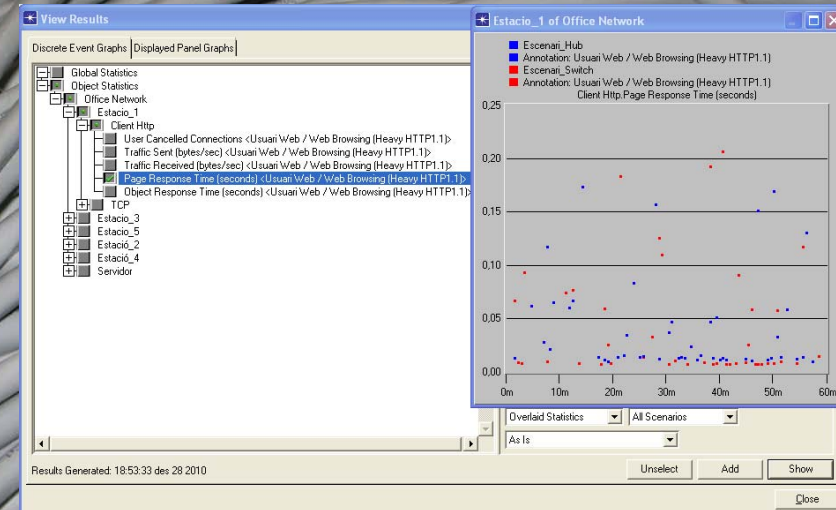 View Results
Discrete Event Graphs
Displayed Panel Graphs
Global Statistics
Object Statistics
Office Network
Estacio_1
Client Http
User Cancelled Connections <Usuari Web / Web Browsing (Heavy HTTP1.1)>
Traffic Sent (bytes/sec) <Usuari Web / Web Browsing (Heavy HTTP1.1)>
Traffic Received (bytes/sec) <Usuari Web / Web Browsing (Heavy HTTP1.1)>
Page Response Time (seconds) <Usuari Web / Web Browsing (Heavy HTTP1.1)>
Object Response Time (seconds) <Usuari Web / Web Browsing (Heavy HTTP1.1)>
TCP
Estacio_3
Estacio_5
Estació_2
Estació_4
Servidor
Results Generated: 18:53:33 des 28 2010
Estacio_1 of Office Network
Escenari_Hub
Annotation: Usuari Web / Web Browsing (Heavy HTTP1.1)
Escenari_Switch
Annotation: Usuari Web / Web Browsing (Heavy HTTP1.1)
Client Http.Page Response Time (seconds)
0,25
0,20
0,15
0,10
0,05
0,00
0m 10m 20m 30m 40m 50m 60m
Overlaid Statistics
All Scenarios
As Is
Unselect
Add
Show
Close